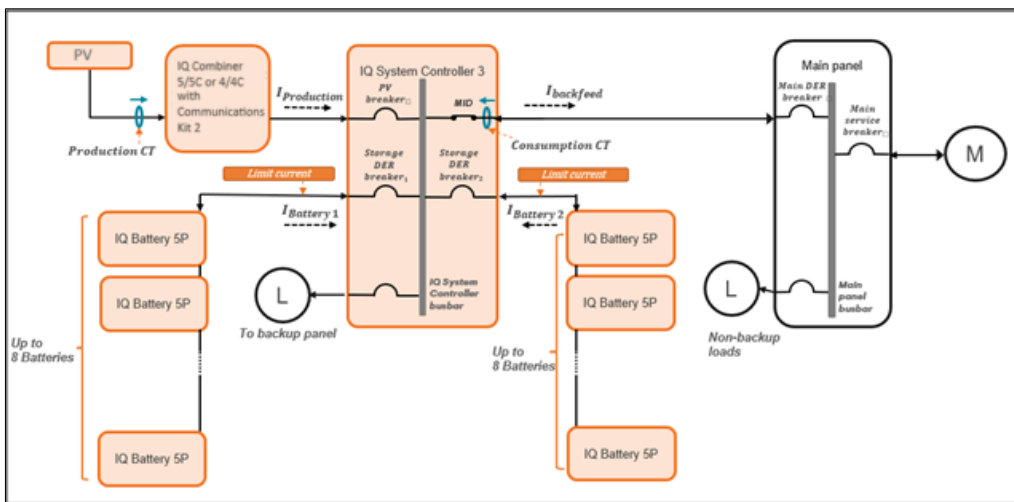 PV
IQ Combiner
5/5C or 4/4C
with
Communications
Kit 2
Production CT
I Production
IQ System Controller 3
PV
breaker□
MID
Consumption CT
I backfeed
Main panel
Main DER
breaker □
Main
service
breaker□
M
Storage
DER
breaker₁
Storage
DER
breaker₂
Limit current
Limit current
I Battery 1
I Battery 2
IQ Battery 5P
IQ Battery 5P
IQ Battery 5P
Up to
8 Batteries
L
To backup panel
IQ System
Controller
busbar
IQ Battery 5P
IQ Battery 5P
IQ Battery 5P
Up to
8 Batteries
L
Non-backup
loads
Main
panel
busbar